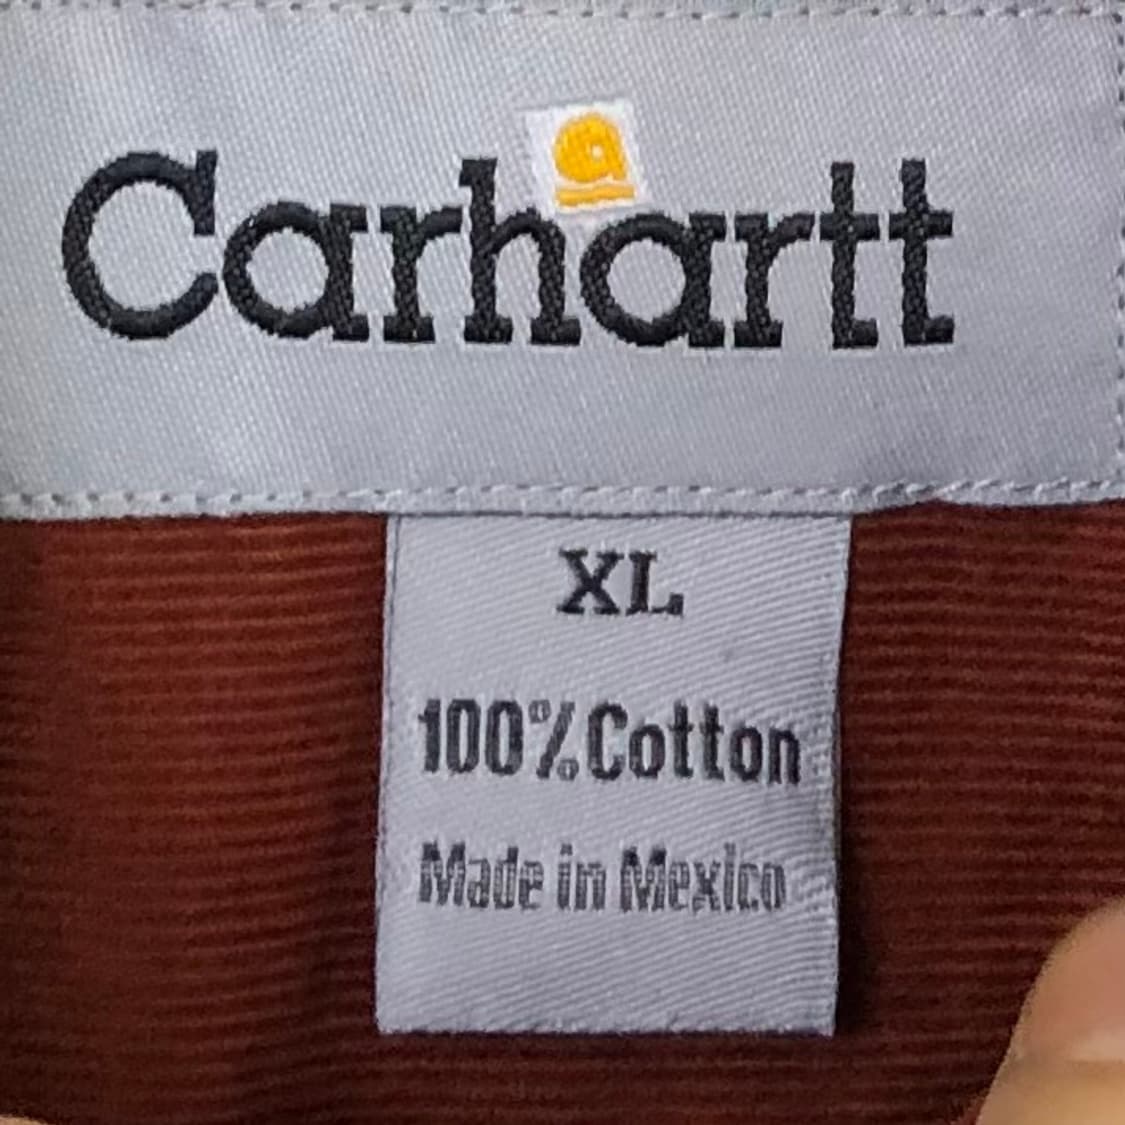 Carhartt
XL
100% Cotton
Made in Mexico